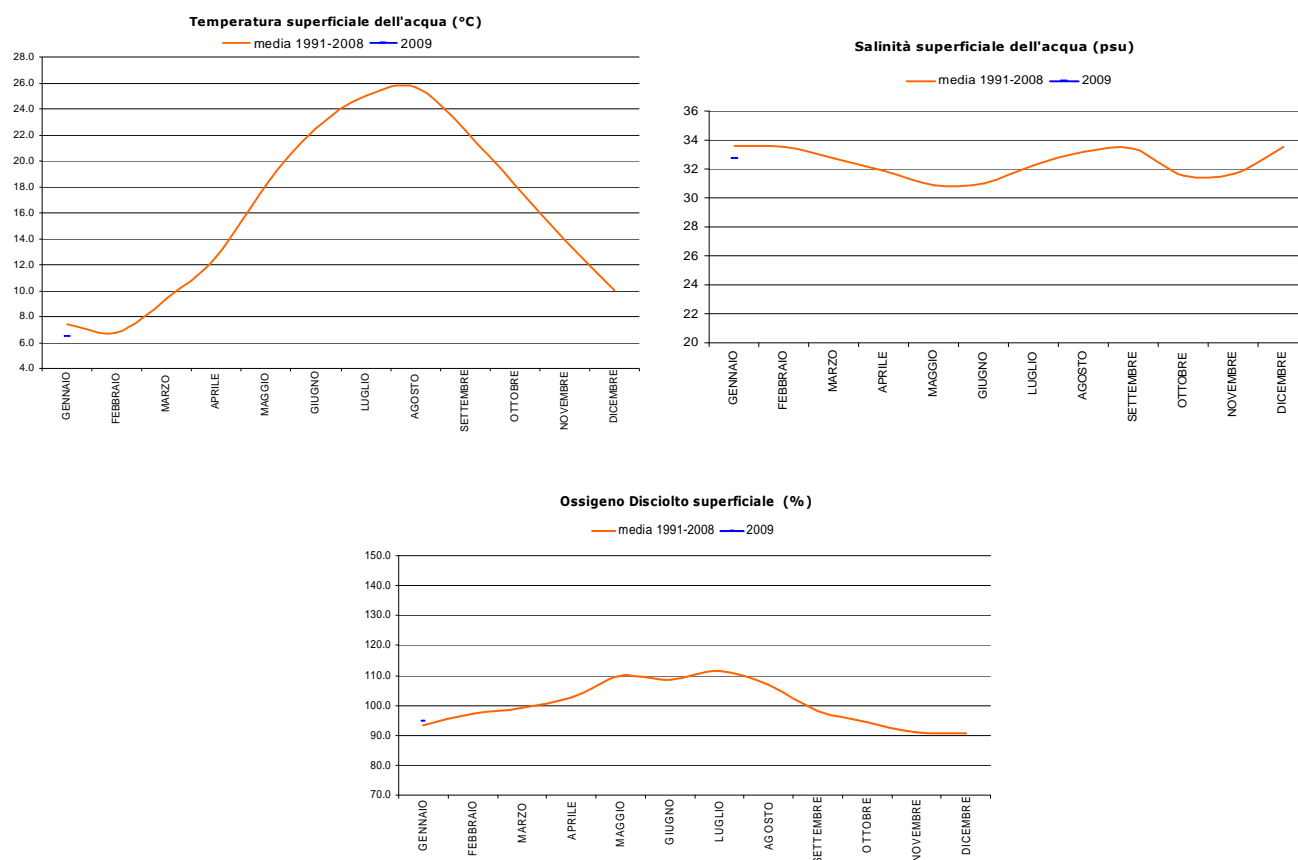 Temperatura superficiale dell'acqua (°C)
media 1991-2008 2009
28.0
26.0
24.0
22.0
20.0
18.0
16.0
14.0
12.0
10.0
8.0
6.0
4.0
GENNAIO
FEBBRAIO
MARZO
APRILE
MAGGIO
GIUGNO
LUGLIO
AGOSTO
SETTEMBRE
OTTOBRE
NOVEMBRE
DICEMBRE
Salinità superficiale dell'acqua (psu)
media 1991-2008 2009
36
34
32
30
28
26
24
22
20
GENNAIO
FEBBRAIO
MARZO
APRILE
MAGGIO
GIUGNO
LUGLIO
AGOSTO
SETTEMBRE
OTTOBRE
NOVEMBRE
DICEMBRE
Ossigeno Disciolto superficiale (%)
media 1991-2008 2009
150.0
140.0
130.0
120.0
110.0
100.0
90.0
80.0
70.0
GENNAIO
FEBBRAIO
MARZO
APRILE
MAGGIO
GIUGNO
LUGLIO
AGOSTO
SETTEMBRE
OTTOBRE
NOVEMBRE
DICEMBRE